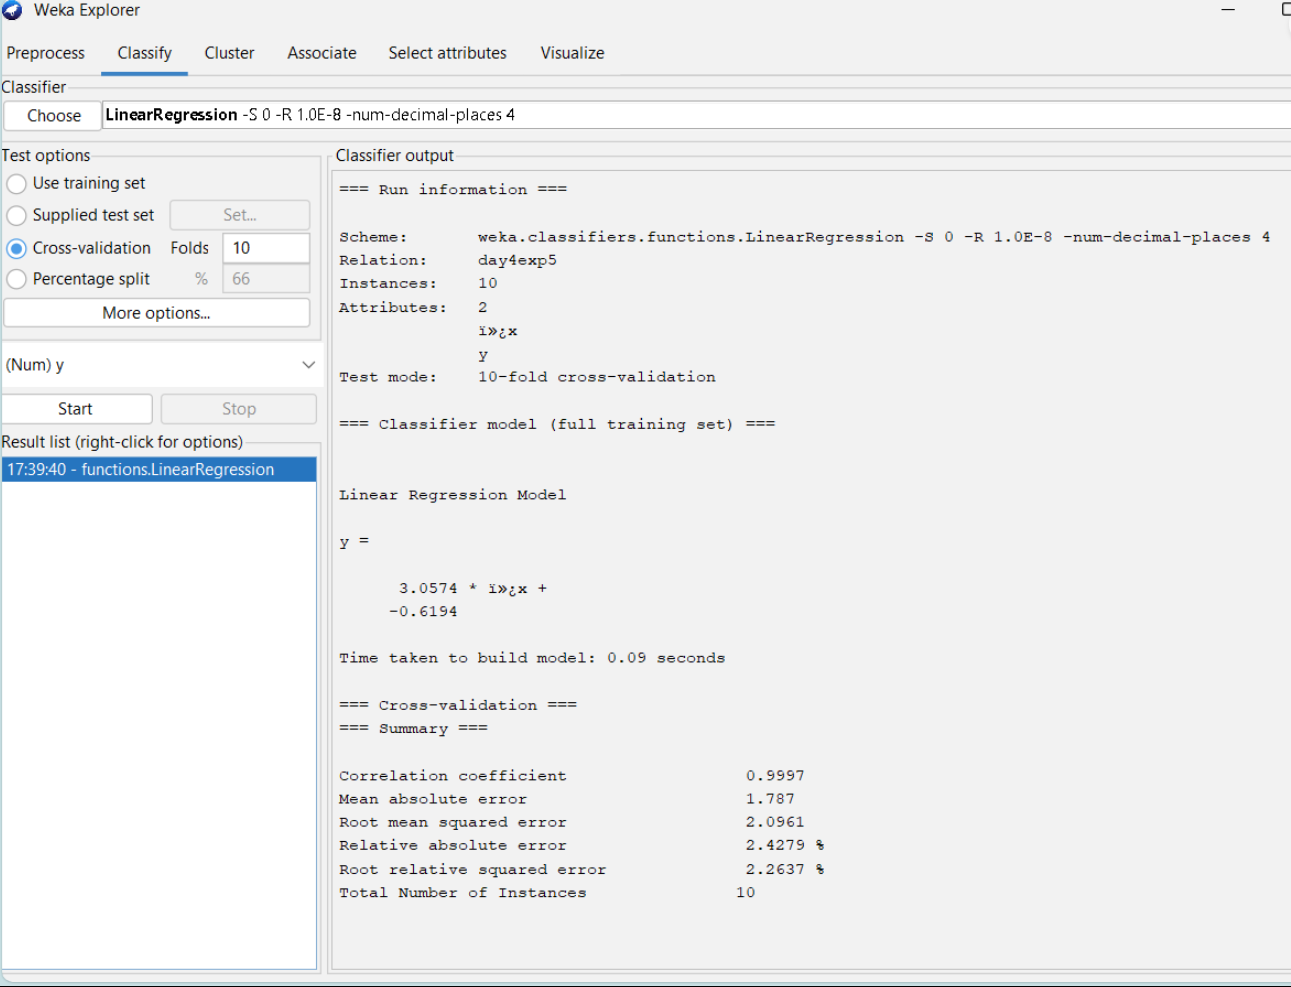 Weka Explorer
Preprocess Classify Cluster Associate Select attributes Visualize
Classifier
Choose LinearRegression -S 0 -R 1.0E-8 -num-decimal-places 4
Test options
Use training set
Supplied test set Set...
Cross-validation Folds 10
Percentage split % 66
More options...
(Num) y
Start Stop
Result list (right-click for options)
17:39:40 - functions.LinearRegression
Classifier output
=== Run information ===
Scheme: weka.classifiers.functions.LinearRegression -S 0 -R 1.0E-8 -num-decimal-places 4
Relation: day4exp5
Instances: 10
Attributes: 2
ï»¿x
y
Test mode: 10-fold cross-validation
=== Classifier model (full training set) ===
Linear Regression Model
y =
3.0574 * ï»¿x +
-0.6194
Time taken to build model: 0.09 seconds
=== Cross-validation ===
=== Summary ===
Correlation coefficient 0.9997
Mean absolute error 1.787
Root mean squared error 2.0961
Relative absolute error 2.4279 %
Root relative squared error 2.2637 %
Total Number of Instances 10